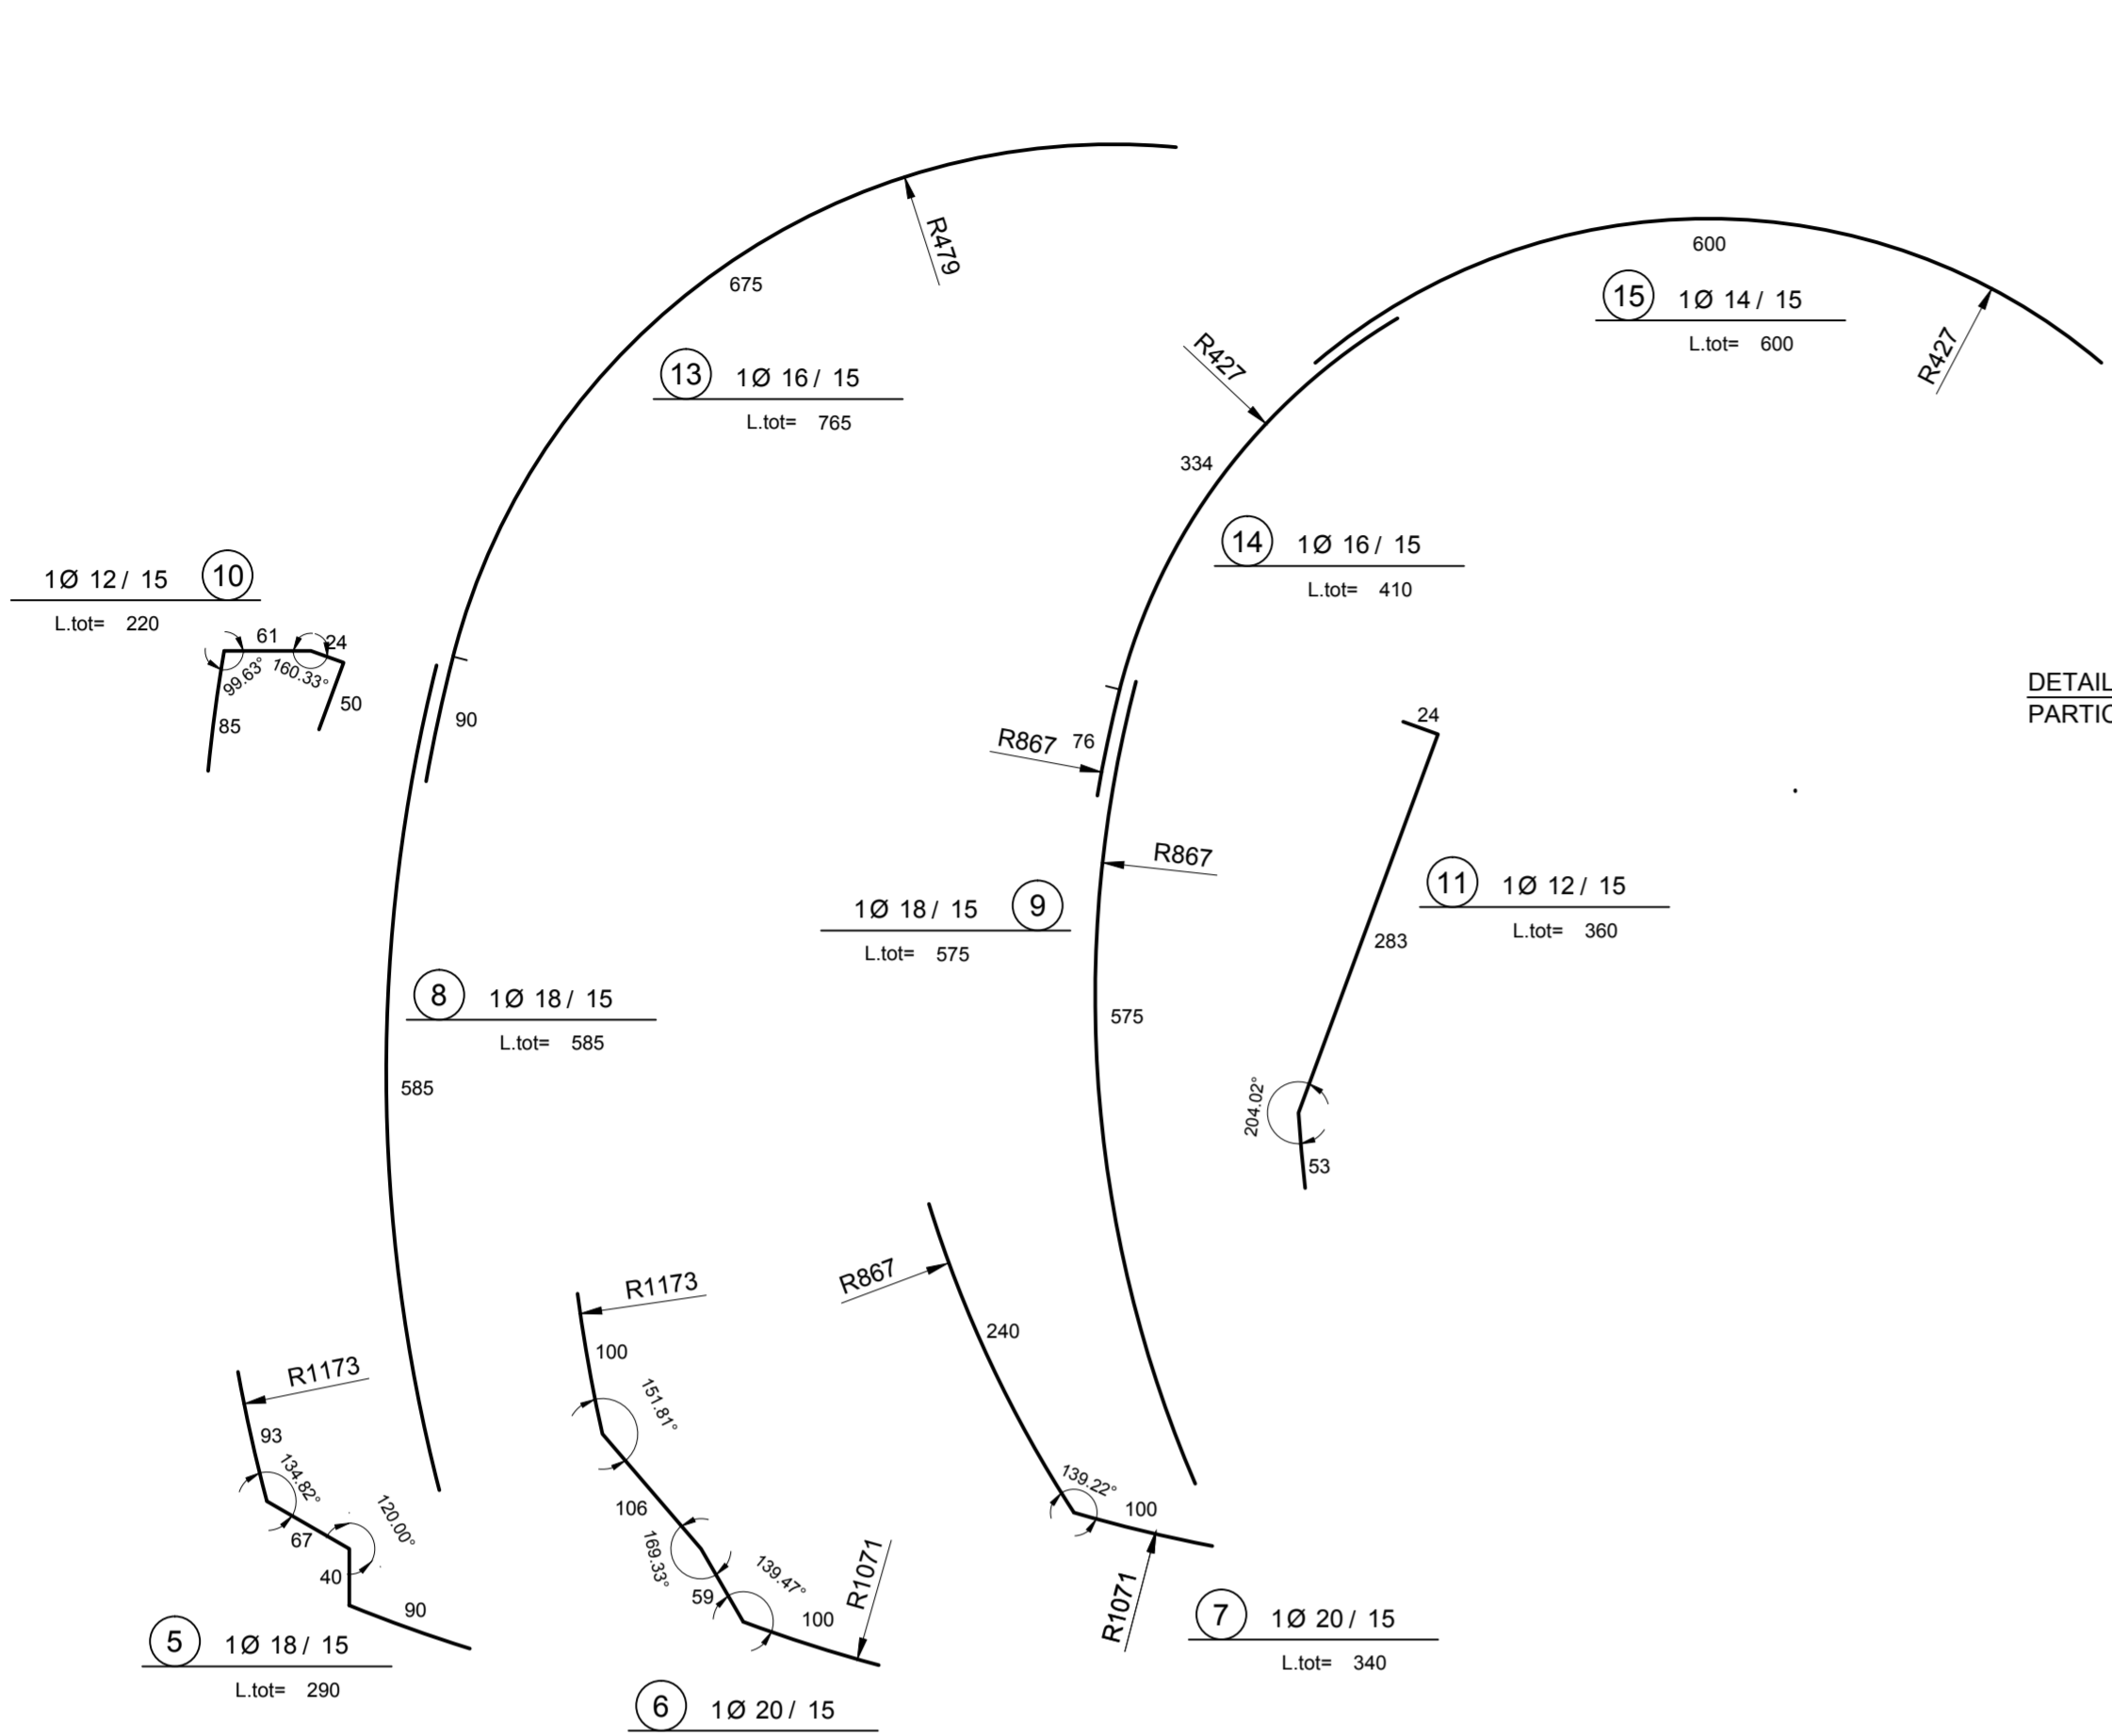 R479
675
13 1Ø 16 / 15
L.tot= 765
600
15 1Ø 14 / 15
L.tot= 600
R427
R427
334
14 1Ø 16 / 15
L.tot= 410
1Ø 12 / 15 10
L.tot= 220
61
24
99.63°
160.33°
85
50
90
R867
76
R867
DETAIL
24
11 1Ø 12 / 15
L.tot= 360
283
204.02°
53
1Ø 18 / 15 9
L.tot= 575
575
8 1Ø 18 / 15
L.tot= 585
585
R1173
93
134.82°
67
120.00°
40
90
5 1Ø 18 / 15
L.tot= 290
R1173
100
151.81°
106
169.33°
59
139.47°
100
R1071
6 1Ø 20 / 15
R867
240
139.22°
100
R1071
7 1Ø 20 / 15
L.tot= 340